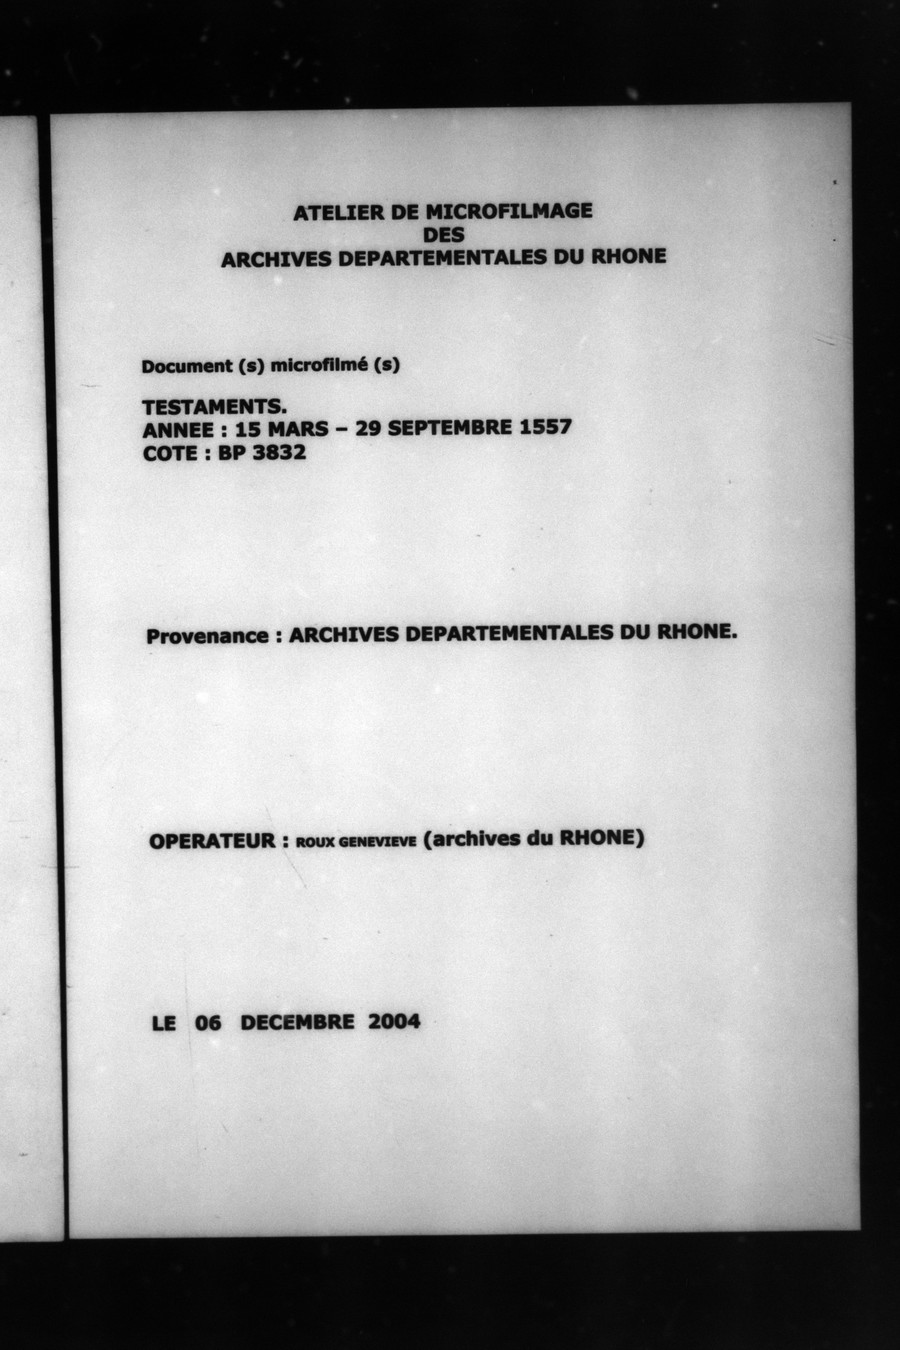 ATELIER DE MICROFILMAGE
DES
ARCHIVES DEPARTEMENTALES DU RHONE
Document (s) microfilmé (s)
TESTAMENTS.
ANNEE : 15 MARS – 29 SEPTEMBRE 1557
COTE : BP 3832
Provenance : ARCHIVES DEPARTEMENTALES DU RHONE.
OPERATEUR : ROUX GENEVIEVE (archives du RHONE)
LE 06 DECEMBRE 2004